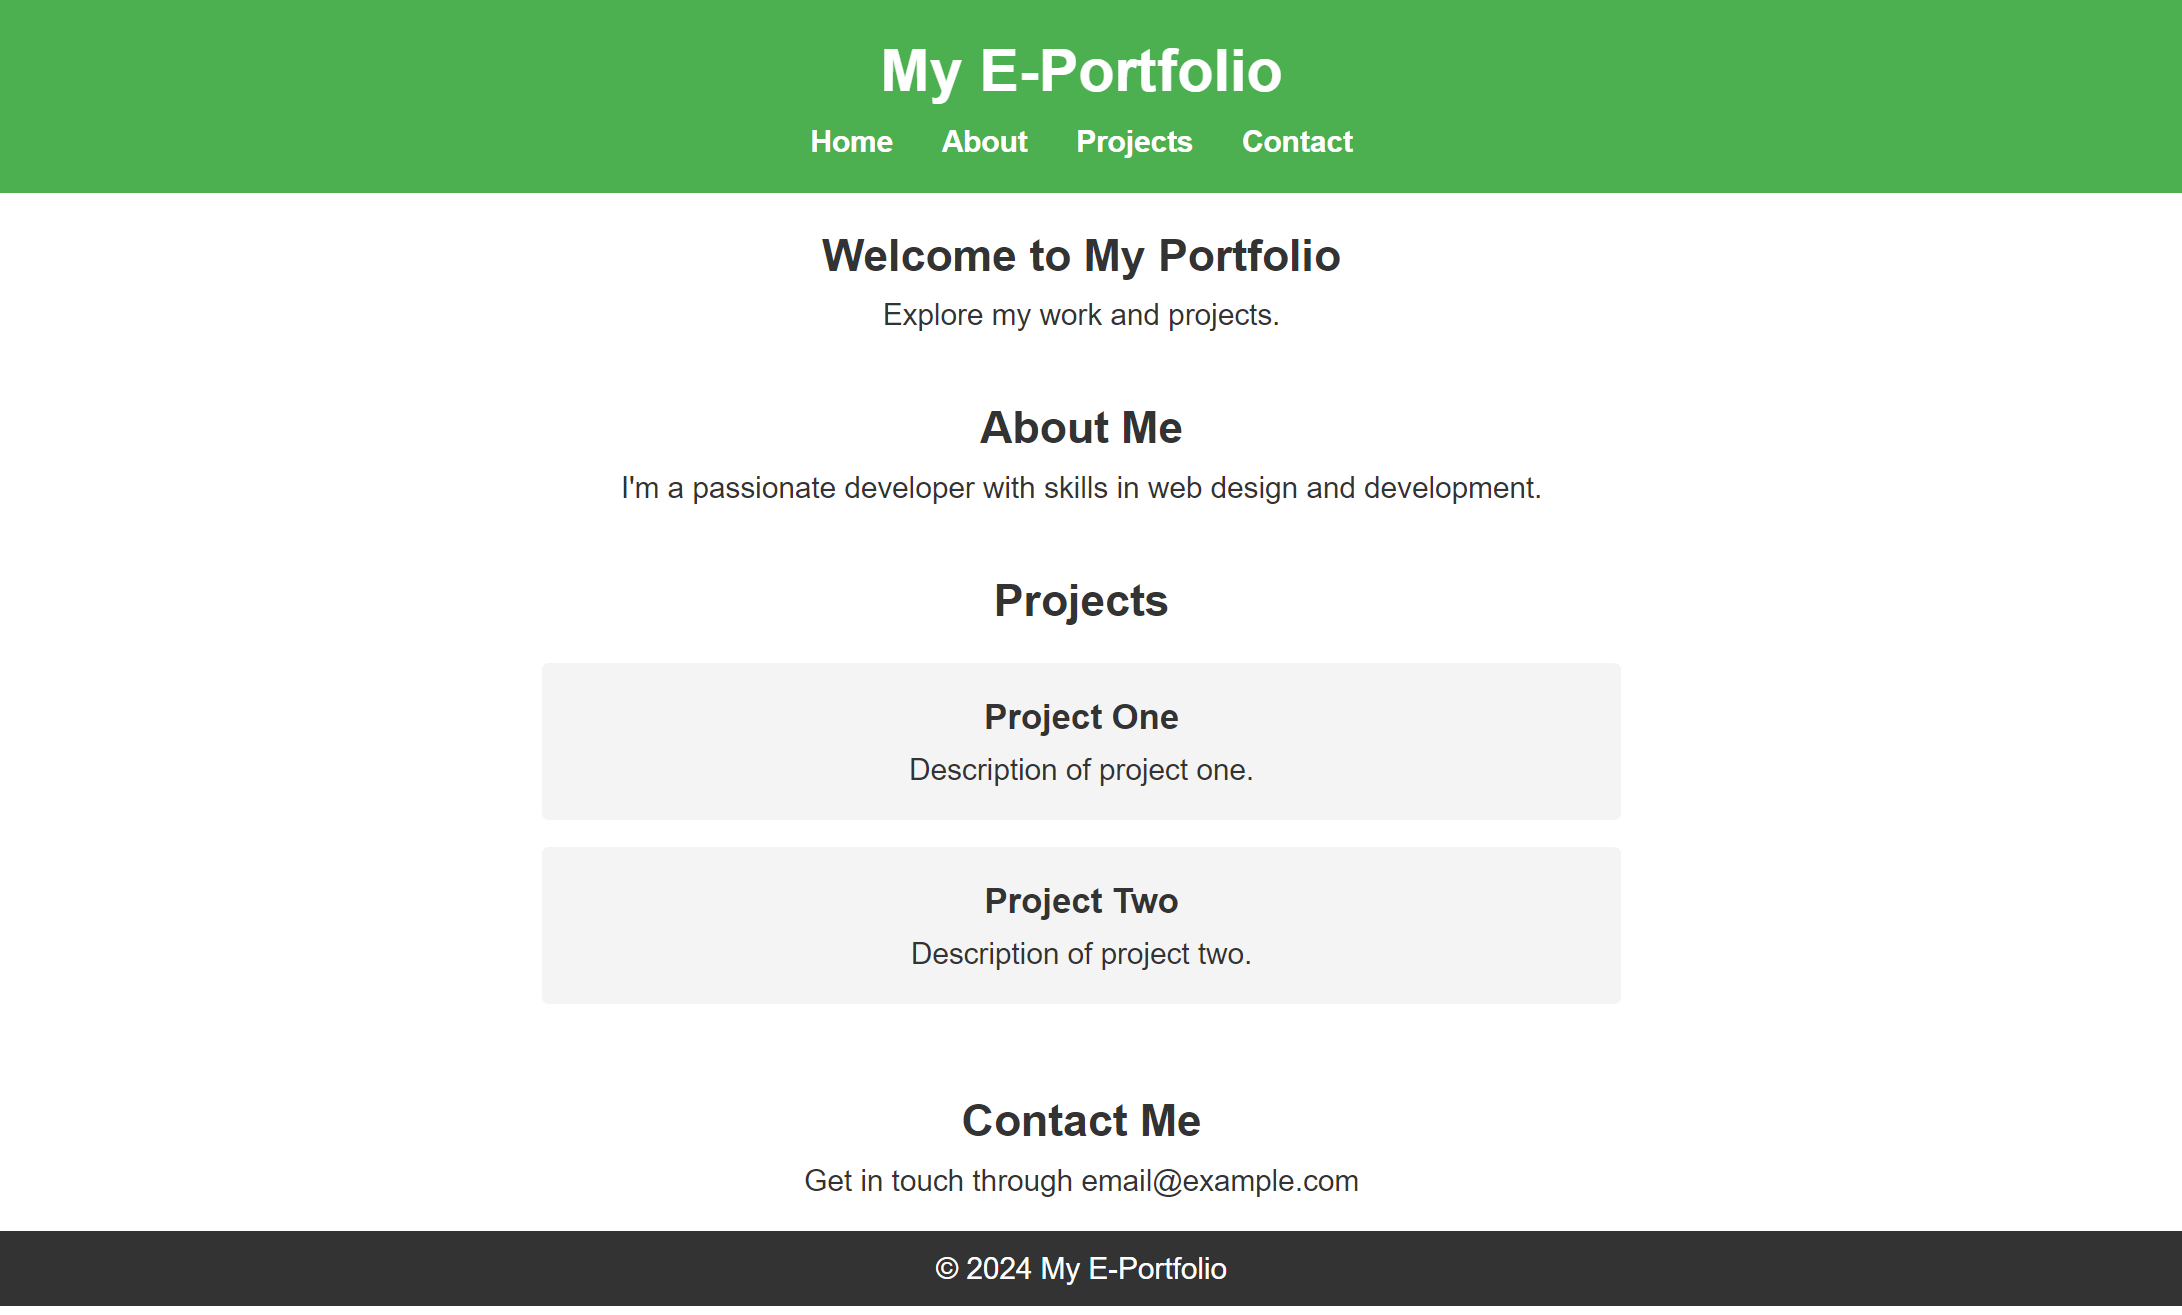 My E-Portfolio
Home About Projects Contact
Welcome to My Portfolio
Explore my work and projects.
About Me
I'm a passionate developer with skills in web design and development.
Projects
Project One
Description of project one.
Project Two
Description of project two.
Contact Me
Get in touch through email@example.com
© 2024 My E-Portfolio